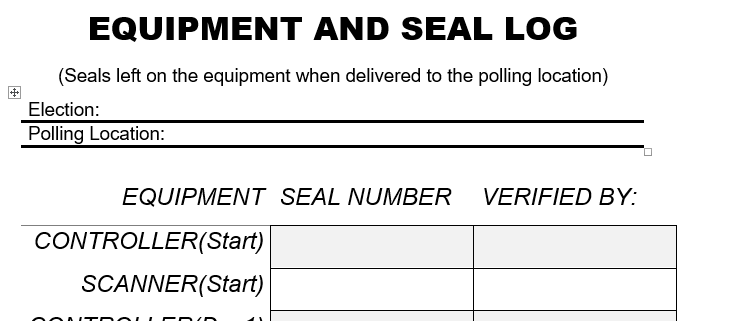 EQUIPMENT AND SEAL LOG
(Seals left on the equipment when delivered to the polling location)
Election:
Polling Location:
EQUIPMENT SEAL NUMBER VERIFIED BY:
CONTROLLER(Start)
SCANNER(Start)